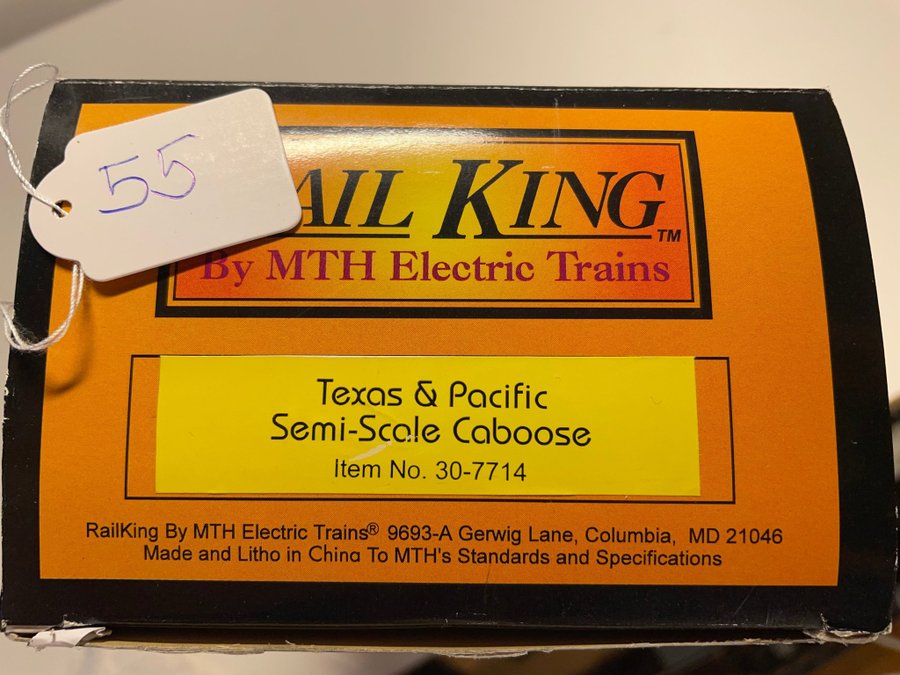 55
RAIL KING TM
By MTH Electric Trains
Texas & Pacific
Semi-Scale Caboose
Item No. 30-7714
RailKing By MTH Electric Trains® 9693-A Gerwig Lane, Columbia, MD 21046
Made and Litho in China To MTH's Standards and Specifications